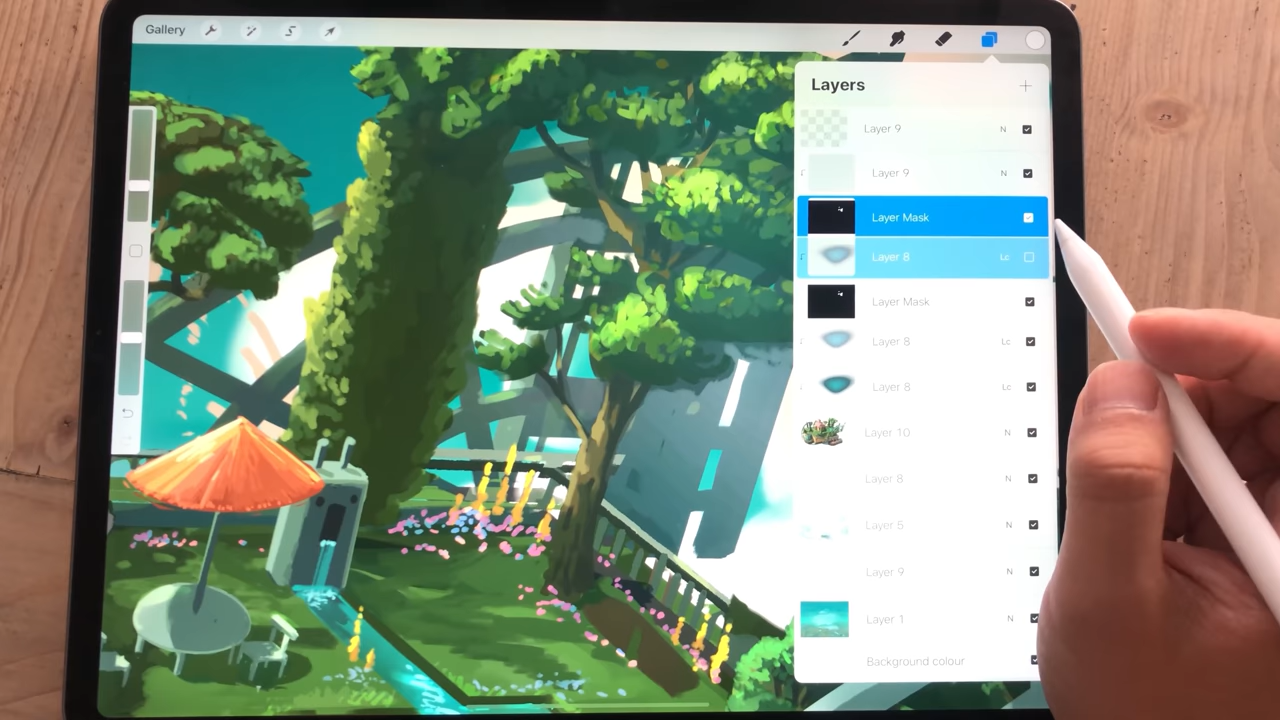 Gallery
Layers
Layer 9 N
Layer 9 N
Layer Mask
Layer 8 Lc
Layer Mask
Layer 8 Lc
Layer 8 Lc
Layer 10 N
Layer 8 N
Layer 5 N
Layer 9 N
Layer 1 N
Background colour